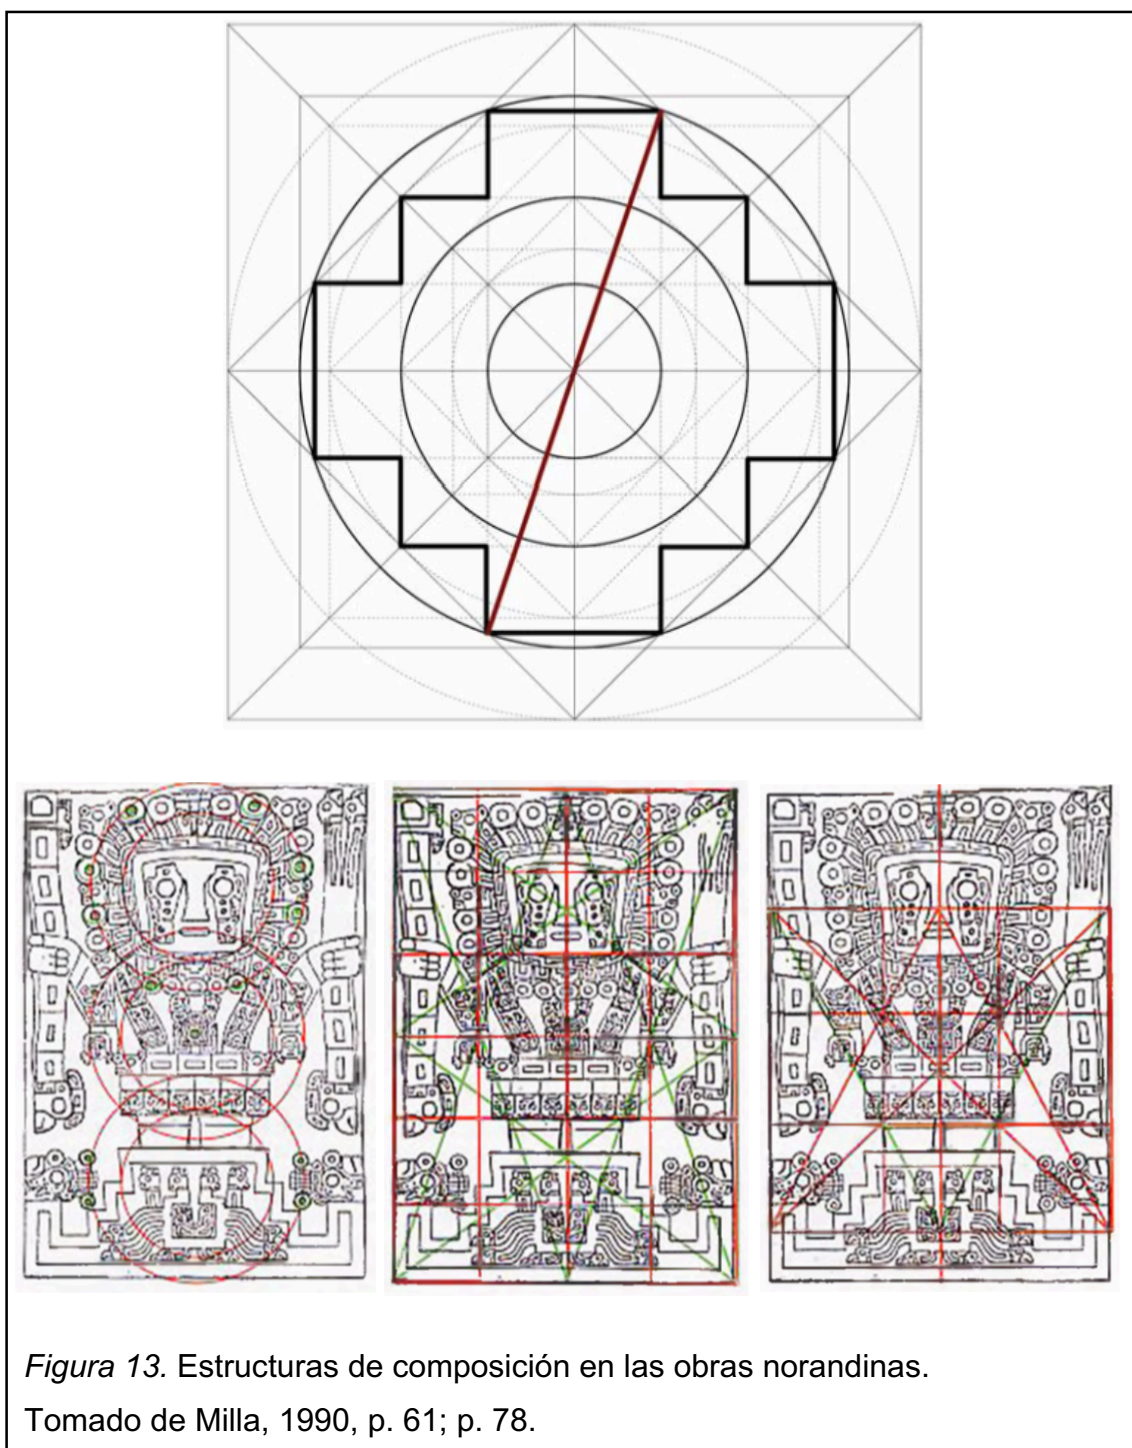 Figura 13. Estructuras de composición en las obras norandinas.
Tomado de Milla, 1990, p. 61; p. 78.